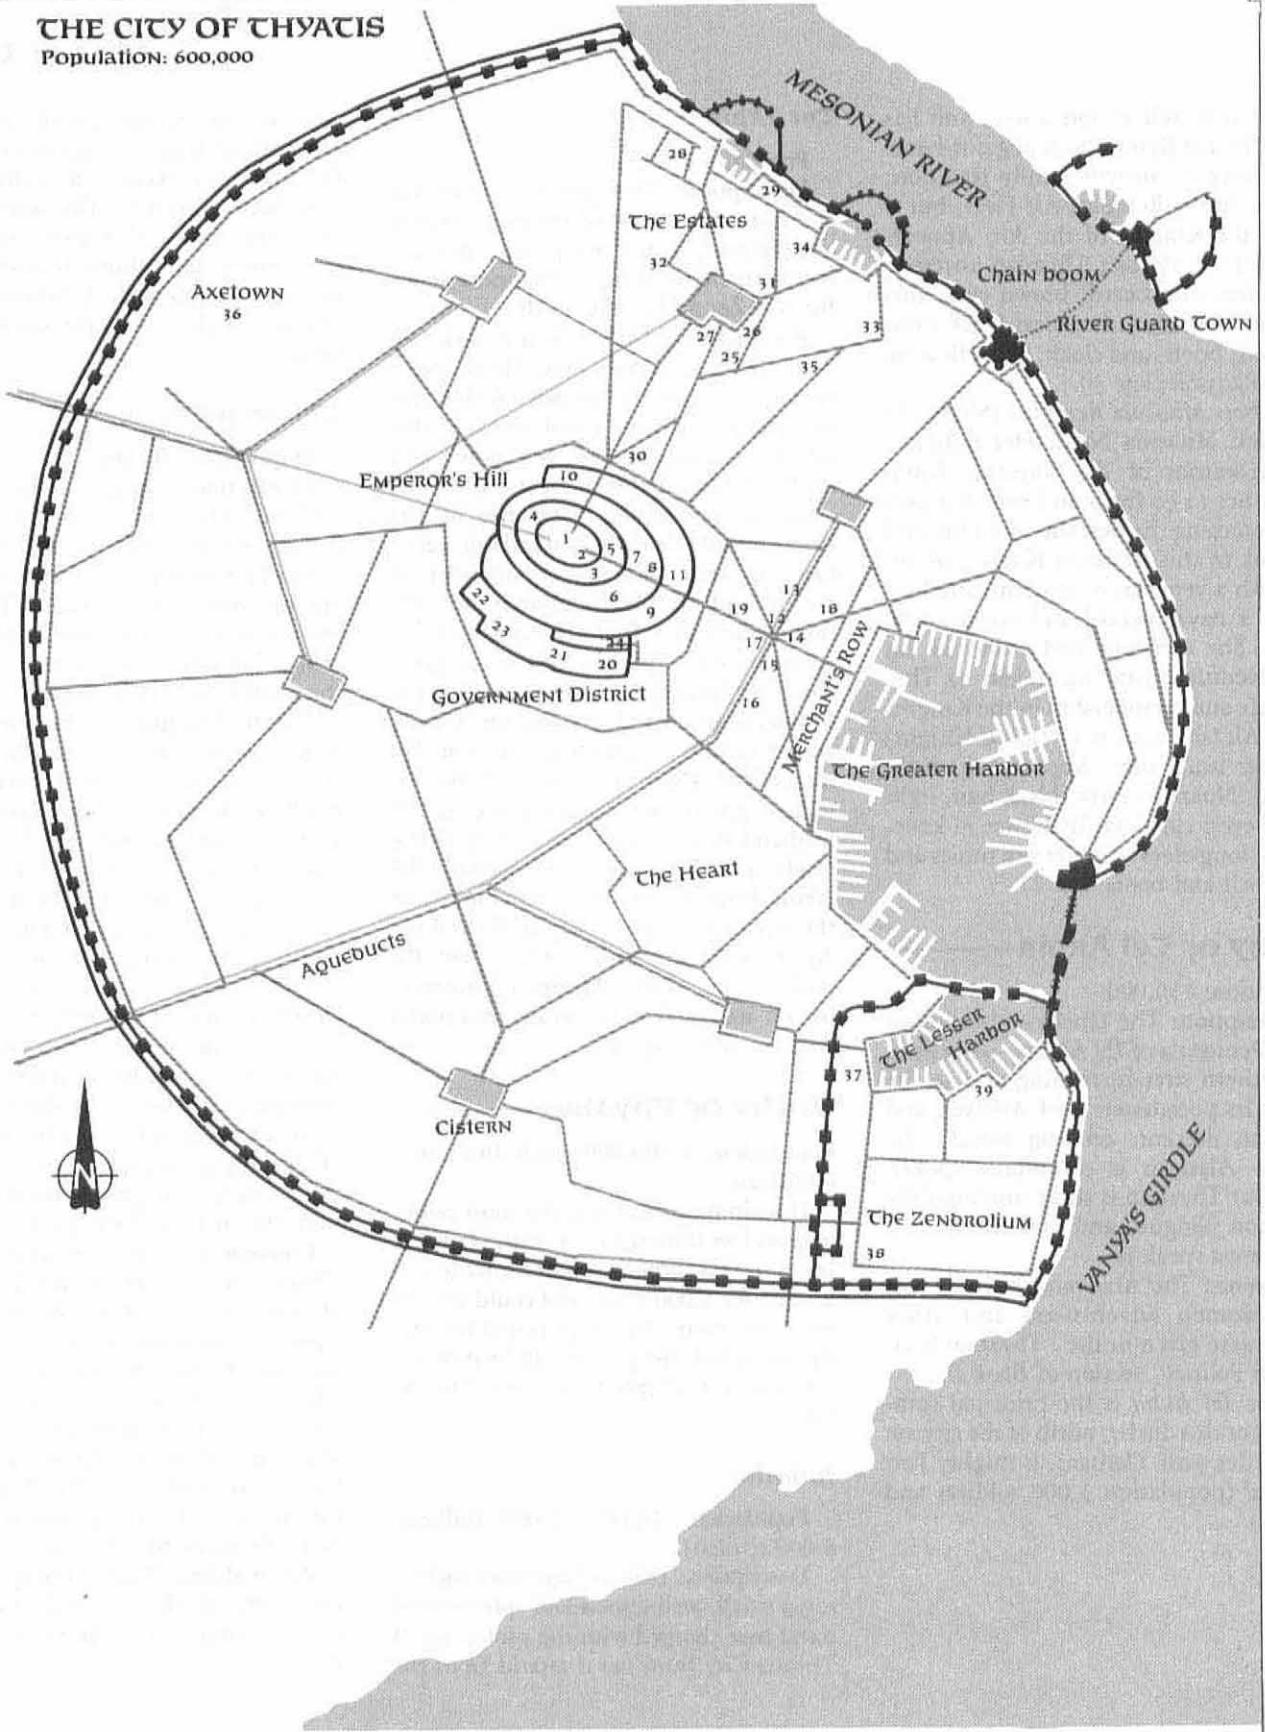 THE CITY OF THYATIS
Population: 600,000
MESONIAN RIVER
28
29
The Estates
34
32
31
Chain boom
Axetown
36
River Guard Town
33
27
26
25
35
30
Emperor's Hill
10
4
1
2
5
7
8
11
3
6
9
22
23
24
21
20
Government District
19
13
12
18
17
14
15
16
Merchant's Row
The Greater Harbor
The Heart
Aqueducts
The Lesser
Harbor
37
39
Cistern
The Zendrolium
38
VANYA'S GIRDLE